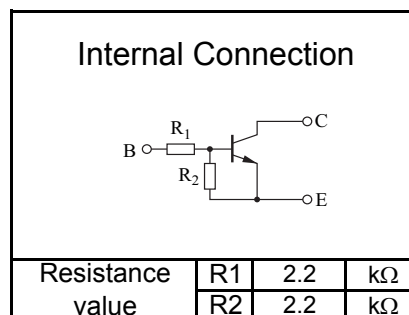 Internal Connection
C
R1
B
R2
E
Resistance value R1 2.2 kΩ
R2 2.2 kΩ